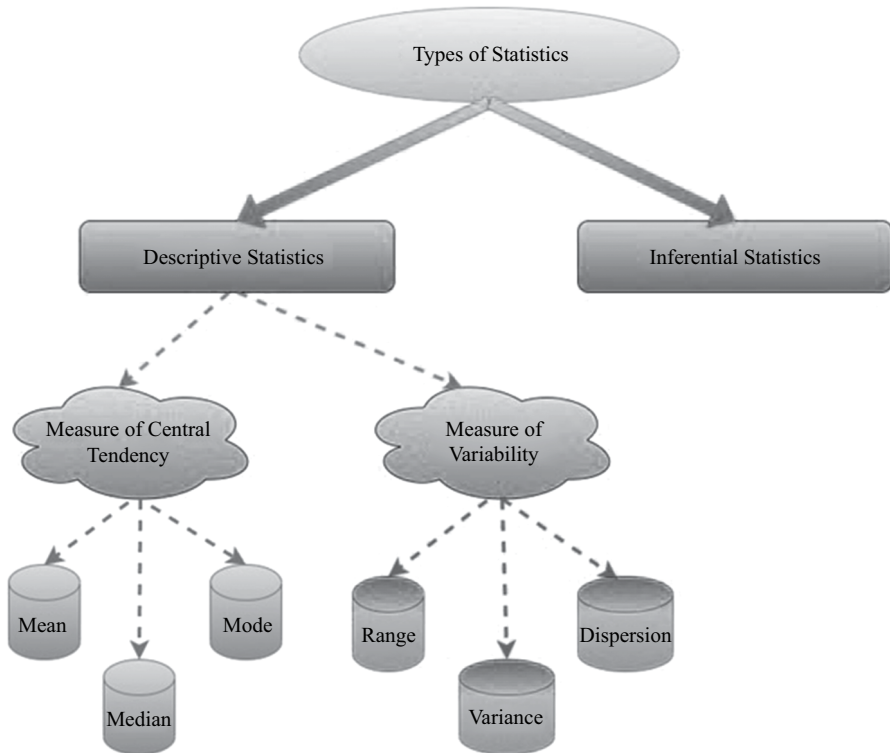 Types of Statistics
Descriptive Statistics
Inferential Statistics
Measure of Central
Tendency
Measure of
Variability
Mean
Mode
Median
Range
Dispersion
Variance